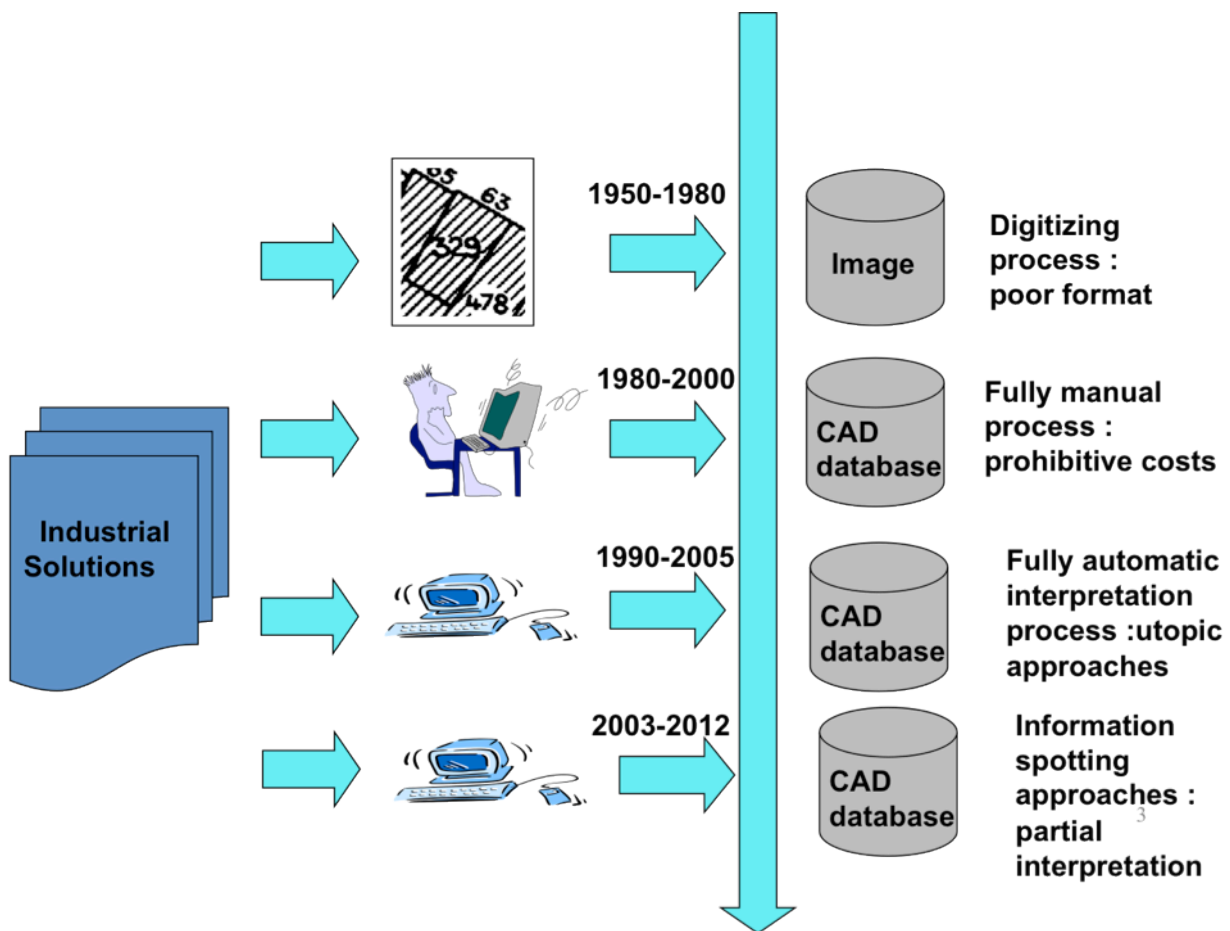 Industrial
Solutions
65
63
329
478
1950-1980
Image
Digitizing
process :
poor format
1980-2000
CAD
database
Fully manual
process :
prohibitive costs
1990-2005
CAD
database
Fully automatic
interpretation
process :utopic
approaches
2003-2012
CAD
database
Information
spotting
approaches :
partial
interpretation
3